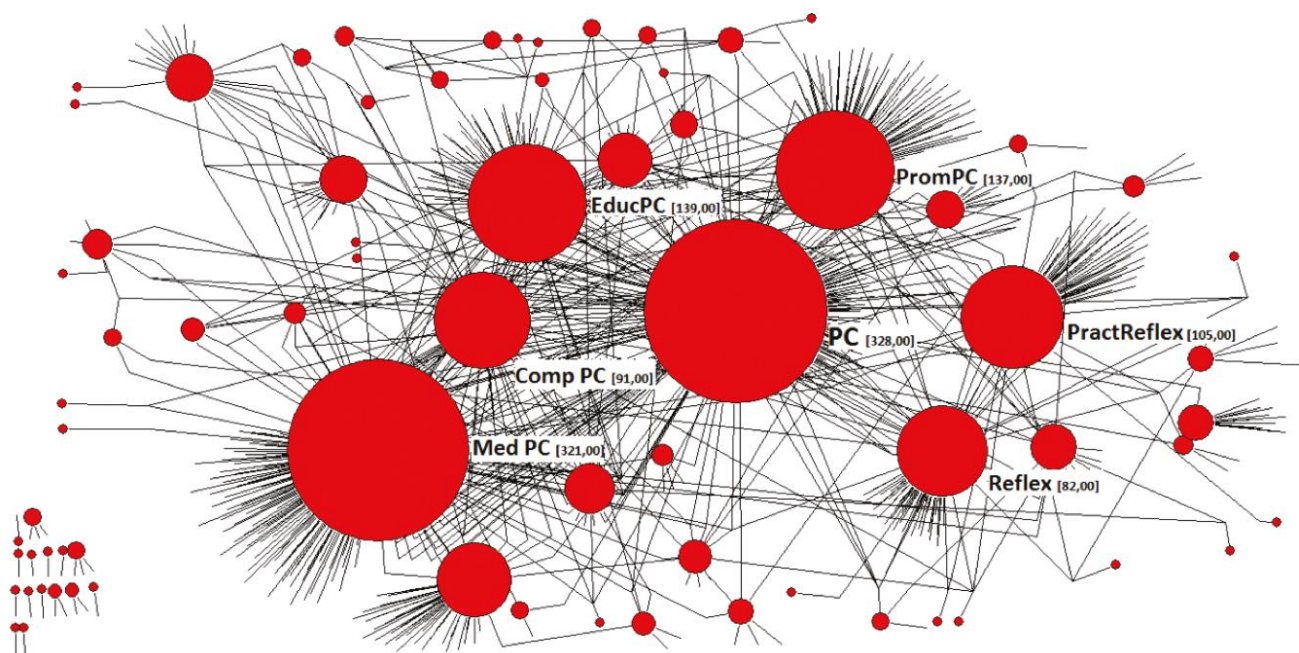 PromPC [137,00]
EducPC [139,00]
PC [328,00]
PractReflex [105,00]
Comp PC [91,00]
Med PC [321,00]
Reflex [82,00]